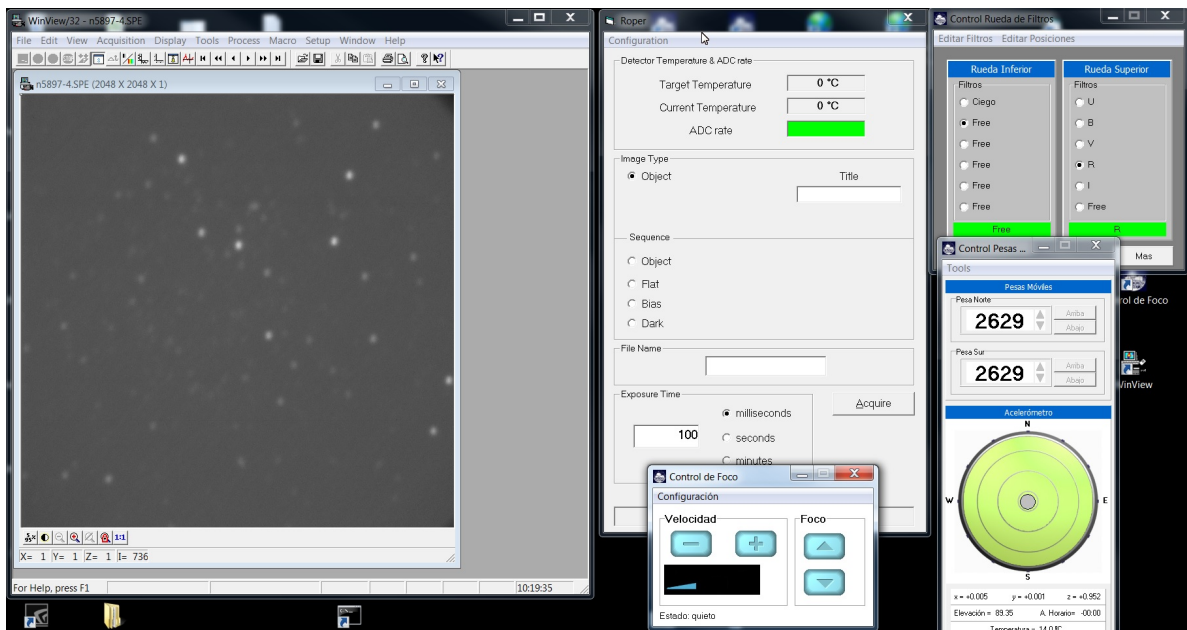 WinView/32 - n5897-4.SPE
File Edit View Acquisition Display Tools Process Macro Setup Window Help
n5897-4.SPE (2048 X 2048 X 1)
1:1
X= 1 Y= 1 Z= 1 I= 736
For Help, press F1
10:19:35
Roper
Configuration
Detector Temperature & ADC rate
Target Temperature 0 °C
Current Temperature 0 °C
ADC rate
Image Type
Object
Title
Sequence
Object
Flat
Bias
Dark
File Name
Exposure Time
100
milliseconds
seconds
minutes
Acquire
Control de Foco
Configuración
Velocidad
Foco
Estado: quieto
Control Rueda de Filtros
Editar Filtros Editar Posiciones
Rueda Inferior
Filtros
Ciego
Free
Free
Free
Free
Free
Free
Rueda Superior
Filtros
U
B
V
R
I
Free
R
Mas
Control Pesas ...
Tools
Pesas Móviles
Pesa Norte
2629
Arriba
Abajo
Pesa Sur
2629
Arriba
Abajo
Acelerómetro
N
W
E
S
x = +0.005 y = +0.001 z = +0.952
Elevación = 89.35 A. Horario= -00:00
Temperatura = 14.0 ºC
rol de Foco
WinView